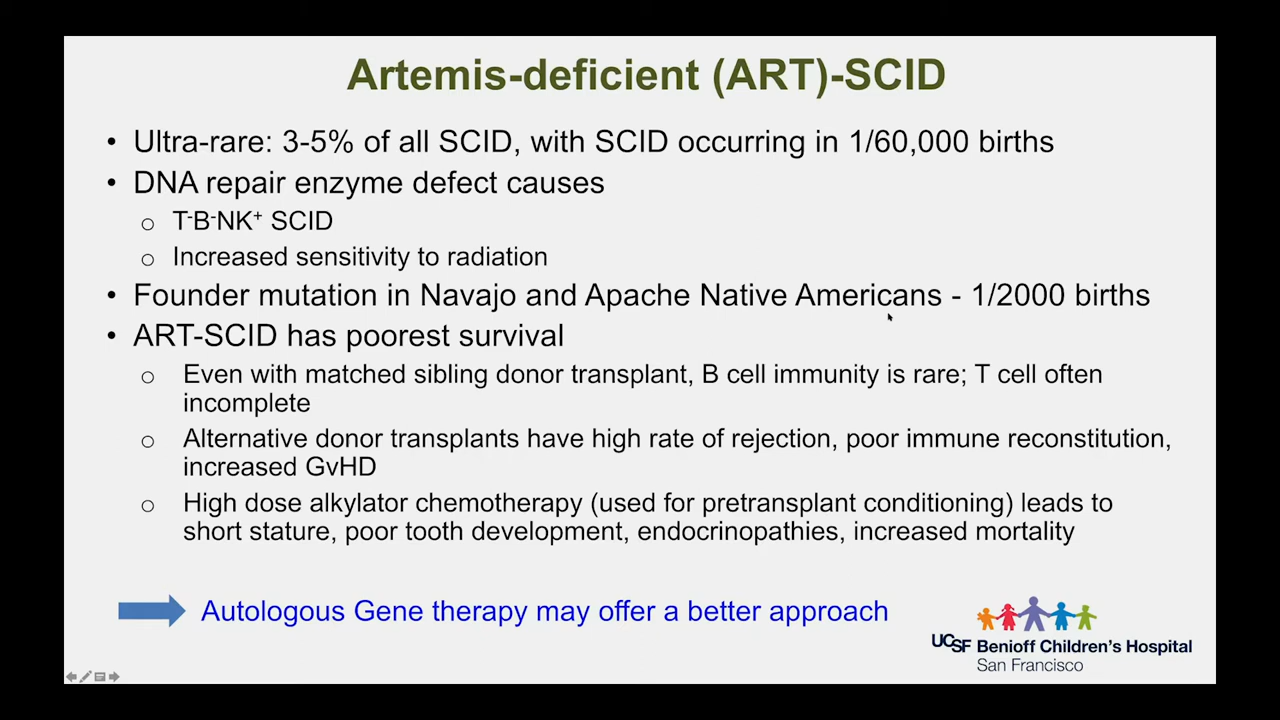 Artemis-deficient (ART)-SCID
• Ultra-rare: 3-5% of all SCID, with SCID occurring in 1/60,000 births
• DNA repair enzyme defect causes
o T⁻B⁻NK⁺ SCID
o Increased sensitivity to radiation
• Founder mutation in Navajo and Apache Native Americans - 1/2000 births
• ART-SCID has poorest survival
o Even with matched sibling donor transplant, B cell immunity is rare; T cell often
incomplete
o Alternative donor transplants have high rate of rejection, poor immune reconstitution,
increased GvHD
o High dose alkylator chemotherapy (used for pretransplant conditioning) leads to
short stature, poor tooth development, endocrinopathies, increased mortality
Autologous Gene therapy may offer a better approach
UCSF Benioff Children's Hospital
San Francisco